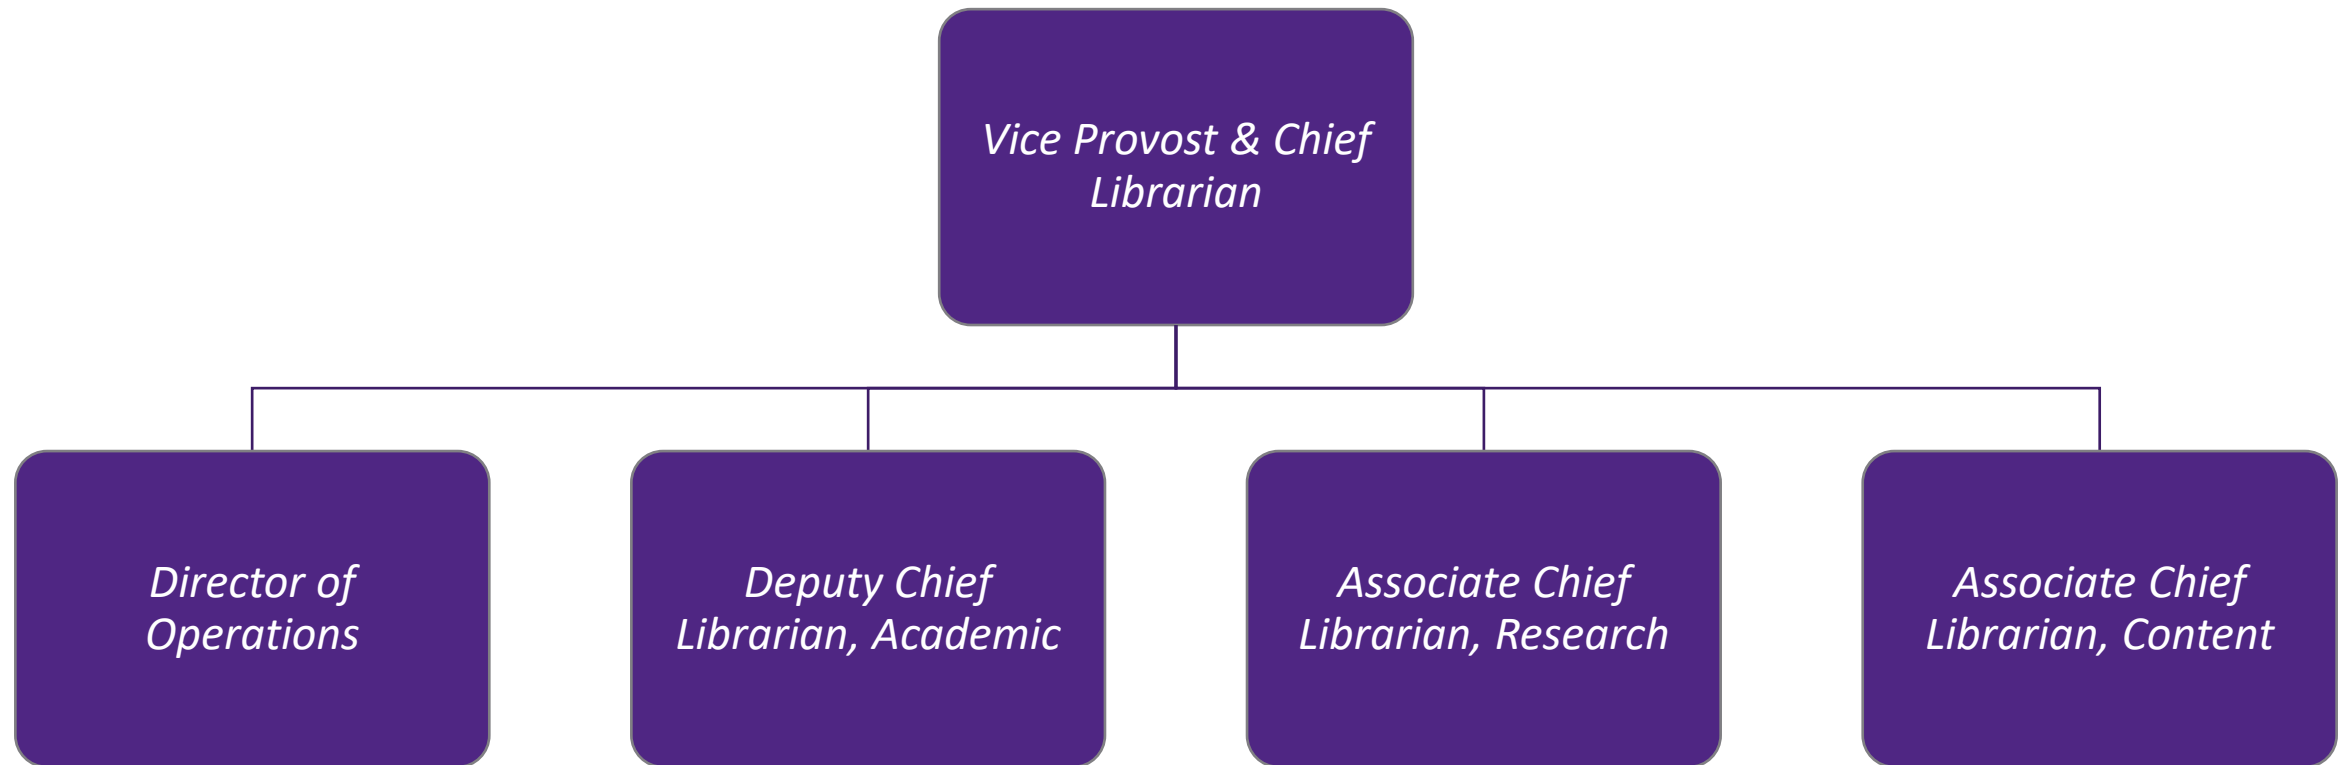 Vice Provost & Chief
Librarian
Director of
Operations
Deputy Chief
Librarian, Academic
Associate Chief
Librarian, Research
Associate Chief
Librarian, Content